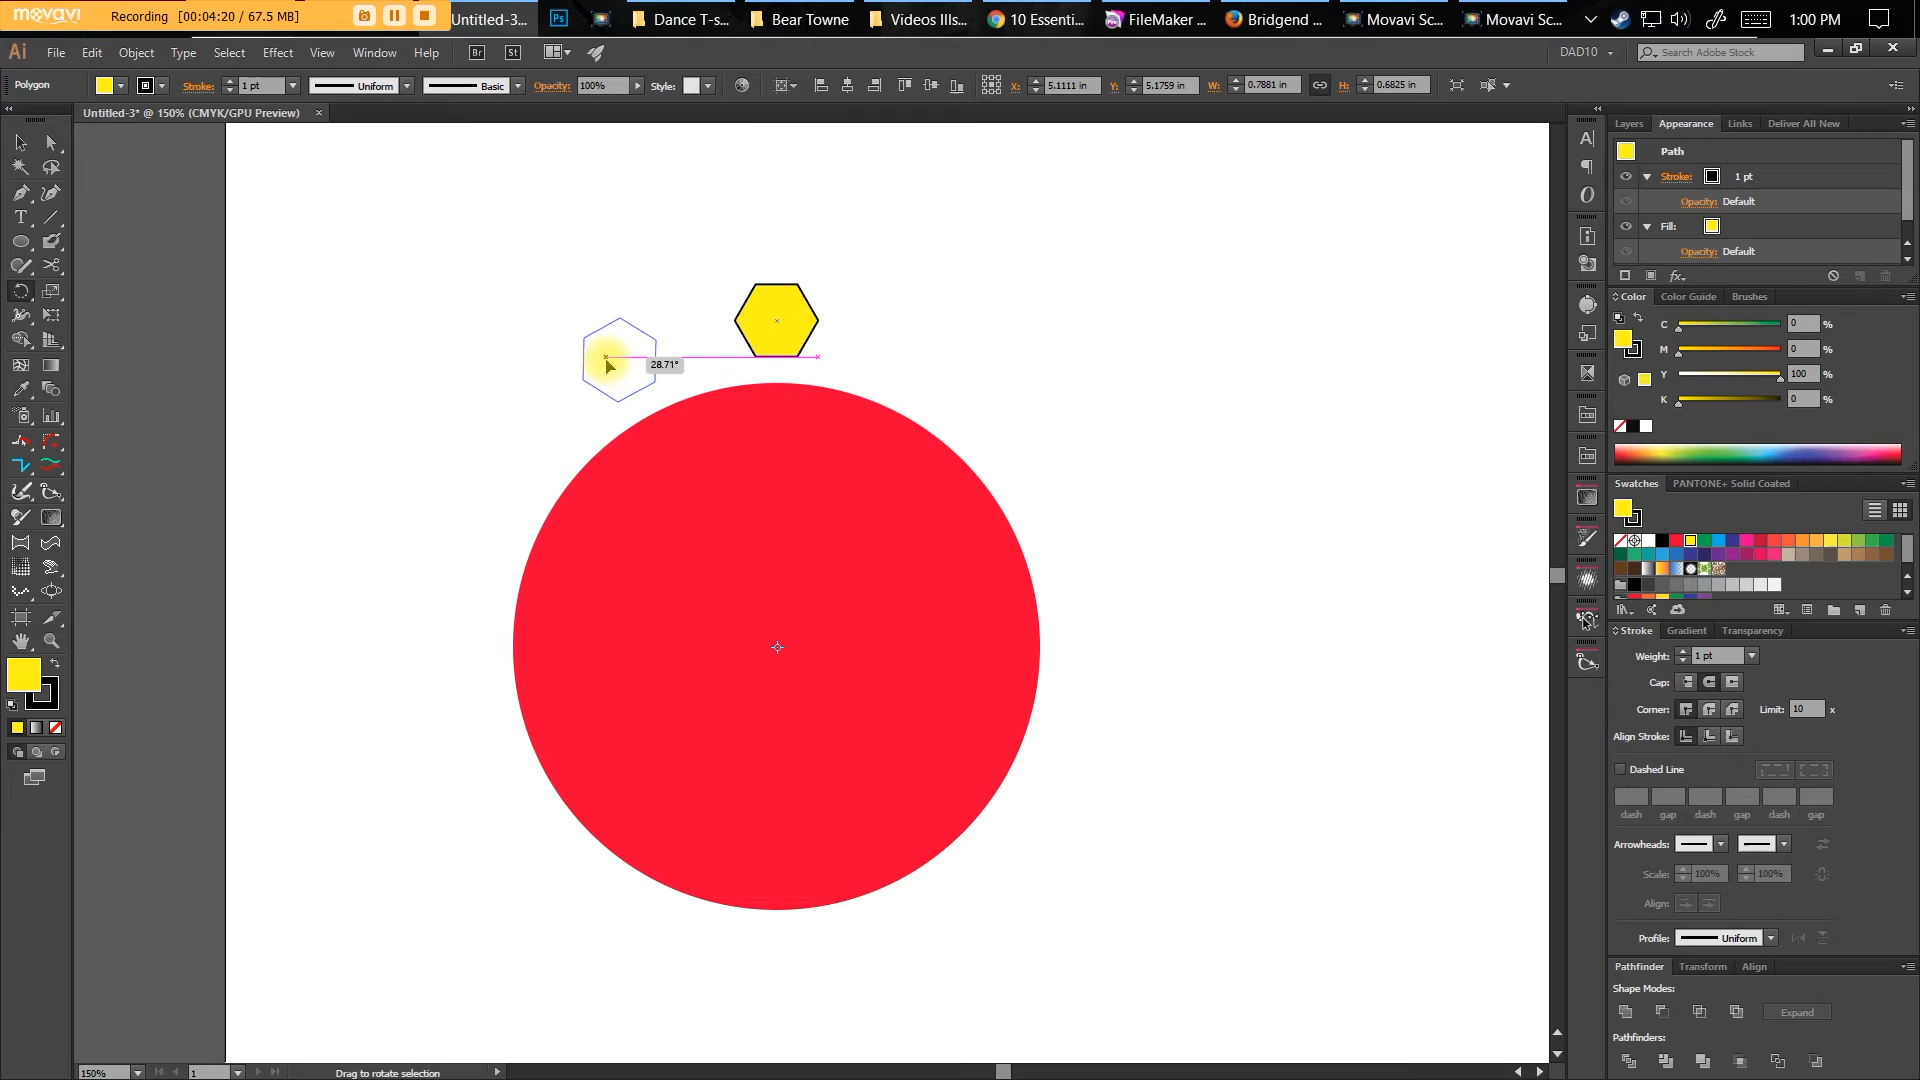 movavi
Recording [00:04:20 / 67.5 MB]
Untitled-3...
Ps
Dance T-s...
Bear Towne
Videos Ills...
10 Essenti...
FileMaker ...
Bridgend ...
Movavi Sc...
Movavi Sc...
1:00 PM
Ai File Edit Object Type Select Effect View Window Help Br St
DAD10
Search Adobe Stock
Polygon
Stroke: 1 pt
Uniform
Basic
Opacity: 100%
Style:
X: 5.1111 in
Y: 5.1759 in
W: 0.7881 in
H: 0.6825 in
Untitled-3* @ 150% (CMYK/GPU Preview) ×
28.71°
Layers Appearance Links Deliver All New
Path
Stroke: 1 pt
Opacity: Default
Fill:
Opacity: Default
fx
Color Color Guide Brushes
C 0 %
M 0 %
Y 100 %
K 0 %
Swatches PANTONE+ Solid Coated
Stroke Gradient Transparency
Weight: 1 pt
Cap:
Corner: Limit: 10 x
Align Stroke:
Dashed Line
dash gap dash gap dash gap
Arrowheads:
Scale: 100% 100%
Align:
Profile: Uniform
Pathfinder Transform Align
Shape Modes:
Expand
Pathfinders:
150% 1 Drag to rotate selection